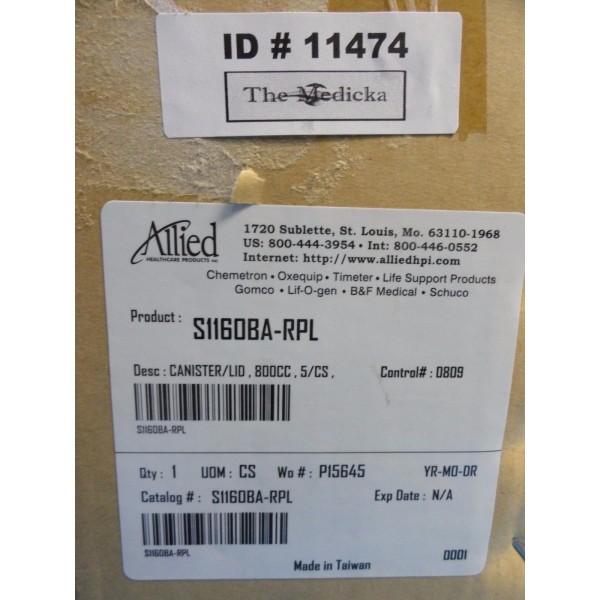 ID # 11474
The Medicka
Allied
HEALTHCARE PRODUCTS INC
1720 Sublette, St. Louis, Mo. 63110-1968
US: 800-444-3954 • Int: 800-446-0552
Internet: http://www.alliedhpi.com
Chemetron • Oxequip • Timeter • Life Support Products
Gomco • Lif-O-gen • B&F Medical • Schuco
Product : S1160BA-RPL
Desc : CANISTER/LID , 800CC , 5/CS , Control# : 0809
S1160BA-RPL
Qty : 1 UOM : CS Wo # : P15645 YR-MO-DR
Catalog # : S1160BA-RPL Exp Date : N/A
S1160BA-RPL
Made in Taiwan 0001